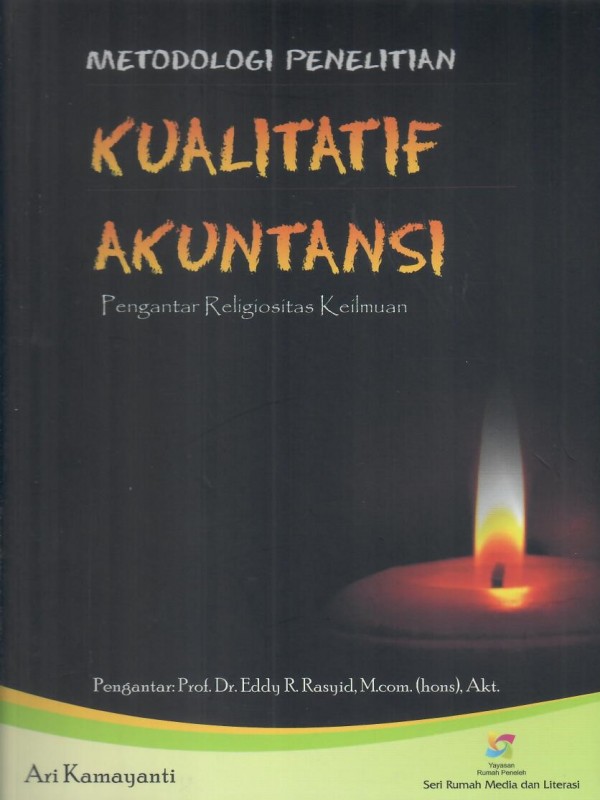 METODOLOGI PENELITIAN
KUALITATIF
AKUNTANSI
Pengantar Religiositas Keilmuan
Pengantar: Prof. Dr. Eddy R. Rasyid, M.com. (hons), Akt.
Ari Kamayanti
Yayasan
Rumah Peneleh
Seri Rumah Media dan Literasi